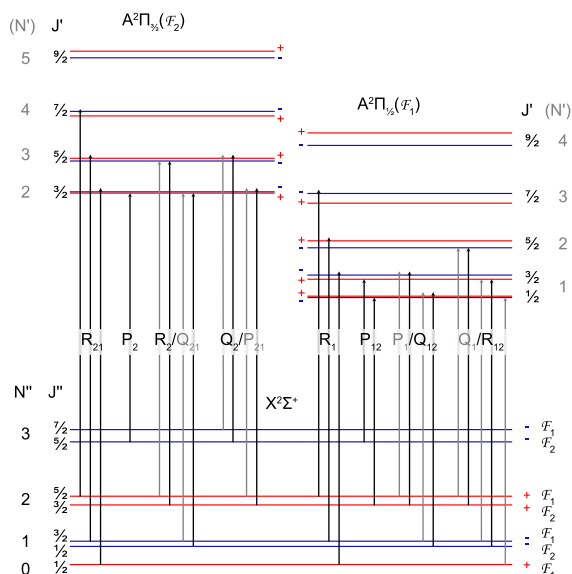 A²Π₃⁄₂(ℱ₂)
(N') J'
5 ⁹⁄₂ + -
4 ⁷⁄₂ - +
3 ⁵⁄₂ + -
2 ³⁄₂ - +
A²Π₁⁄₂(ℱ₁)
J' (N')
+ - ⁹⁄₂ 4
- + ⁷⁄₂ 3
+ - ⁵⁄₂ 2
- + ³⁄₂ 1
+ - ½
R₂₁ P₂ R₂/Q₂₁ Q₂/P₂₁ R₁ P₁₂ P₁/Q₁₂ Q₁/R₁₂
N" J" X²Σ⁺
3 ⁷⁄₂ - ℱ₁
⁵⁄₂ - ℱ₂
2 ⁵⁄₂ + ℱ₁
³⁄₂ + ℱ₂
1 ³⁄₂ - ℱ₁
½ - ℱ₂
0 ½ + ℱ₁